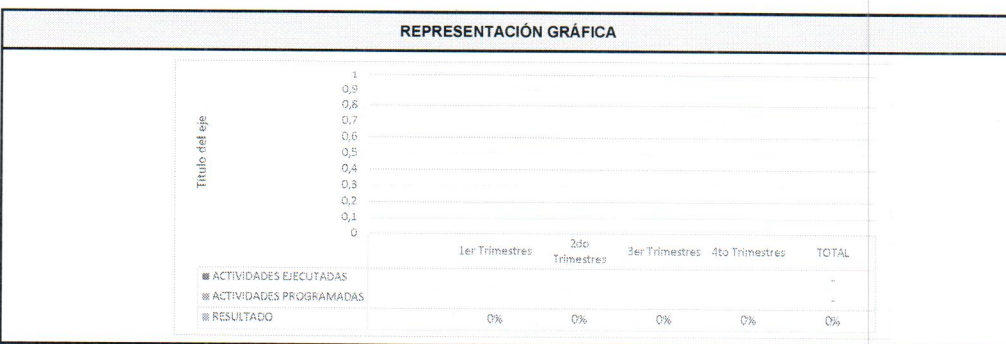 REPRESENTACIÓN GRÁFICA
Titulo del eje
1
0,9
0,8
0,7
0,6
0,5
0,4
0,3
0,2
0,1
0
1er Trimestres 2do Trimestres 3er Trimestres 4to Trimestres TOTAL
ACTIVIDADES EJECUTADAS -
ACTIVIDADES PROGRAMADAS -
RESULTADO 0% 0% 0% 0% 0%